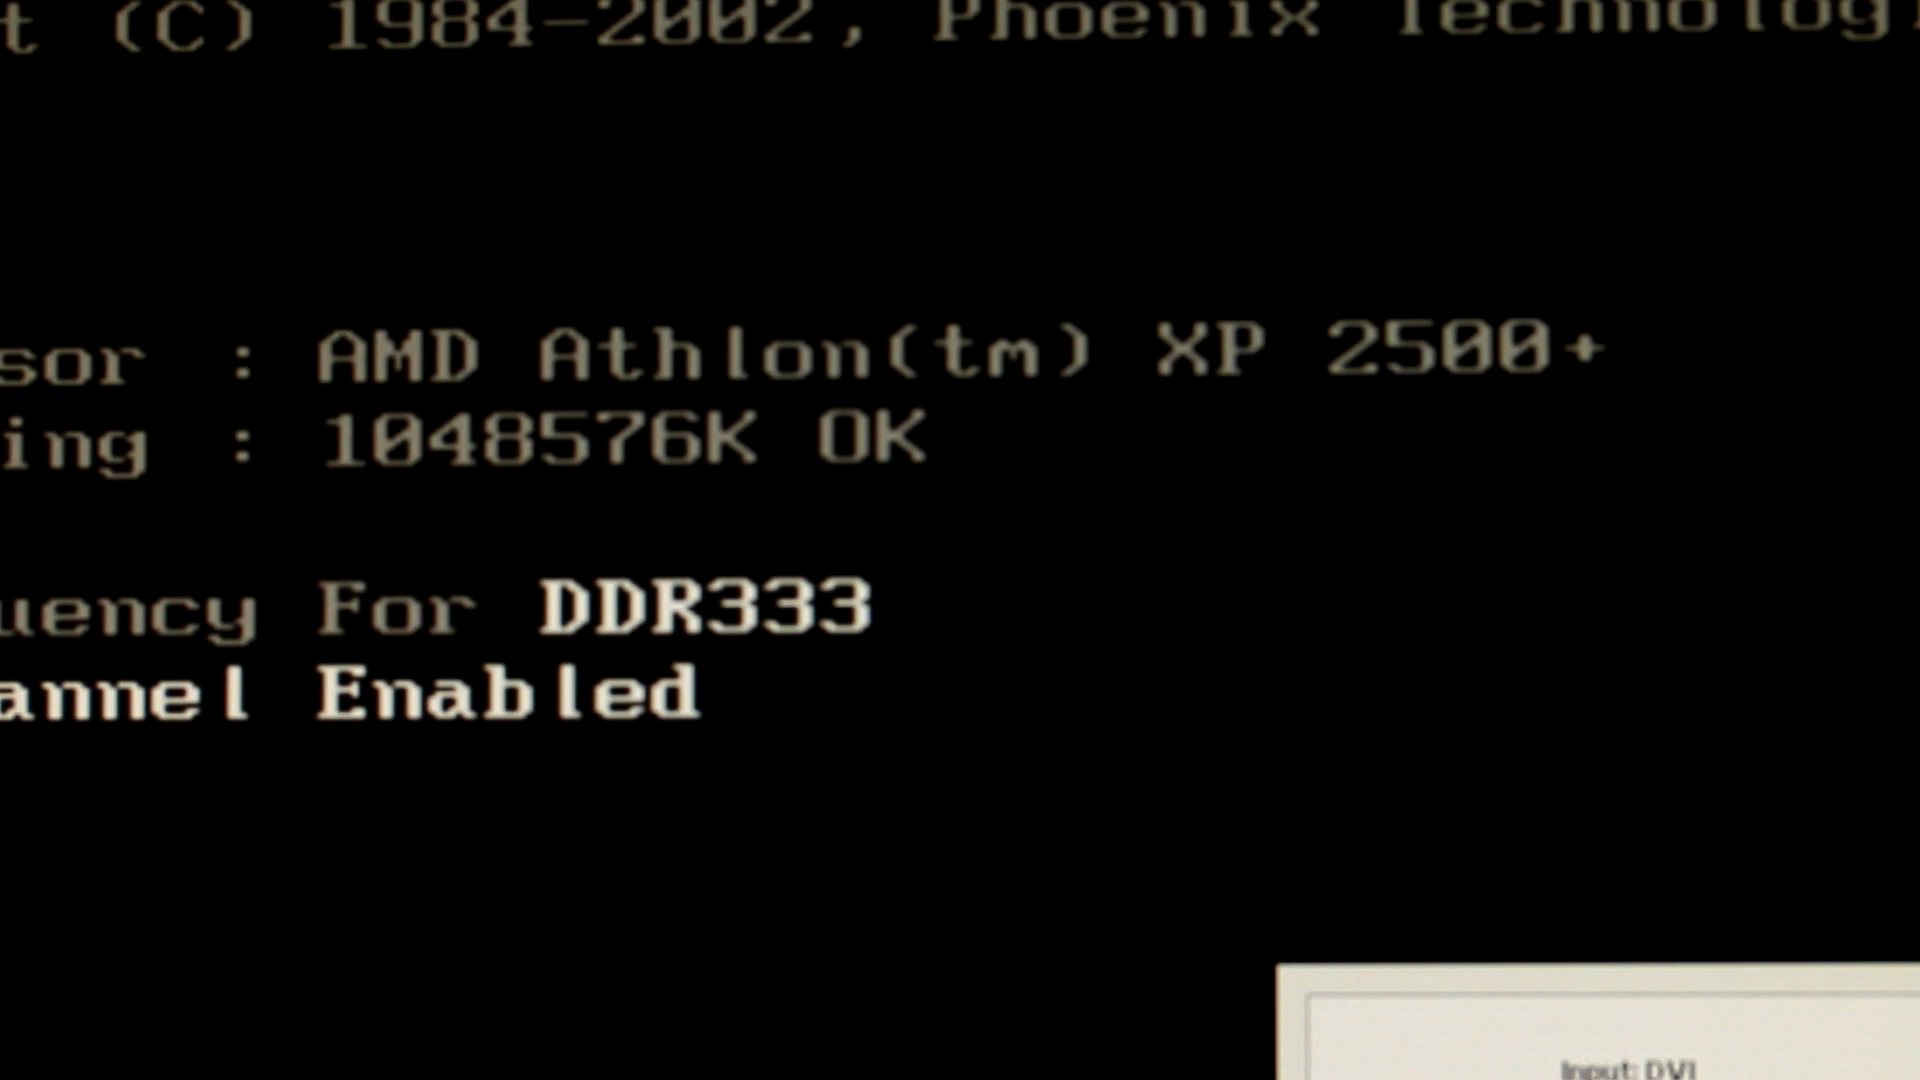 t (C) 1984-2002, Phoenix Technologi
sor : AMD Athlon(tm) XP 2500+
ing : 1048576K OK
uency For DDR333
annel Enabled
Input: DVI